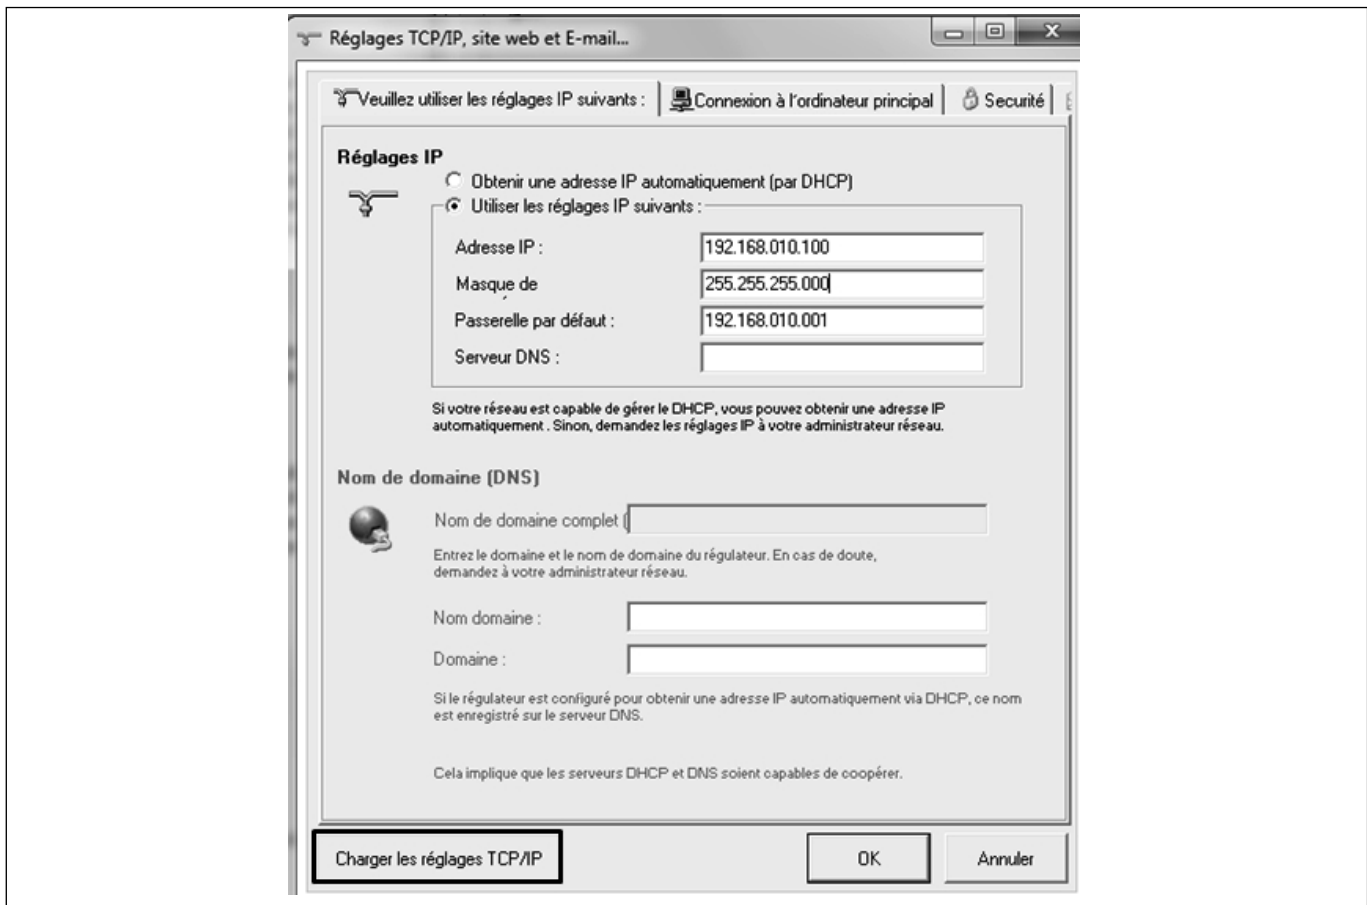 Réglages TCP/IP, site web et E-mail...
Veuillez utiliser les réglages IP suivants :
Connexion à l'ordinateur principal
Securité
Réglages IP
Obtenir une adresse IP automatiquement (par DHCP)
Utiliser les réglages IP suivants :
Adresse IP : 192.168.010.100
Masque de 255.255.255.000
Passerelle par défaut : 192.168.010.001
Serveur DNS :
Si votre réseau est capable de gérer le DHCP, vous pouvez obtenir une adresse IP
automatiquement . Sinon, demandez les réglages IP à votre administrateur réseau.
Nom de domaine (DNS)
Nom de domaine complet (
Entrez le domaine et le nom de domaine du régulateur. En cas de doute,
demandez à votre administrateur réseau.
Nom domaine :
Domaine :
Si le régulateur est configuré pour obtenir une adresse IP automatiquement via DHCP, ce nom
est enregistré sur le serveur DNS.
Cela implique que les serveurs DHCP et DNS soient capables de coopérer.
Charger les réglages TCP/IP
OK
Annuler